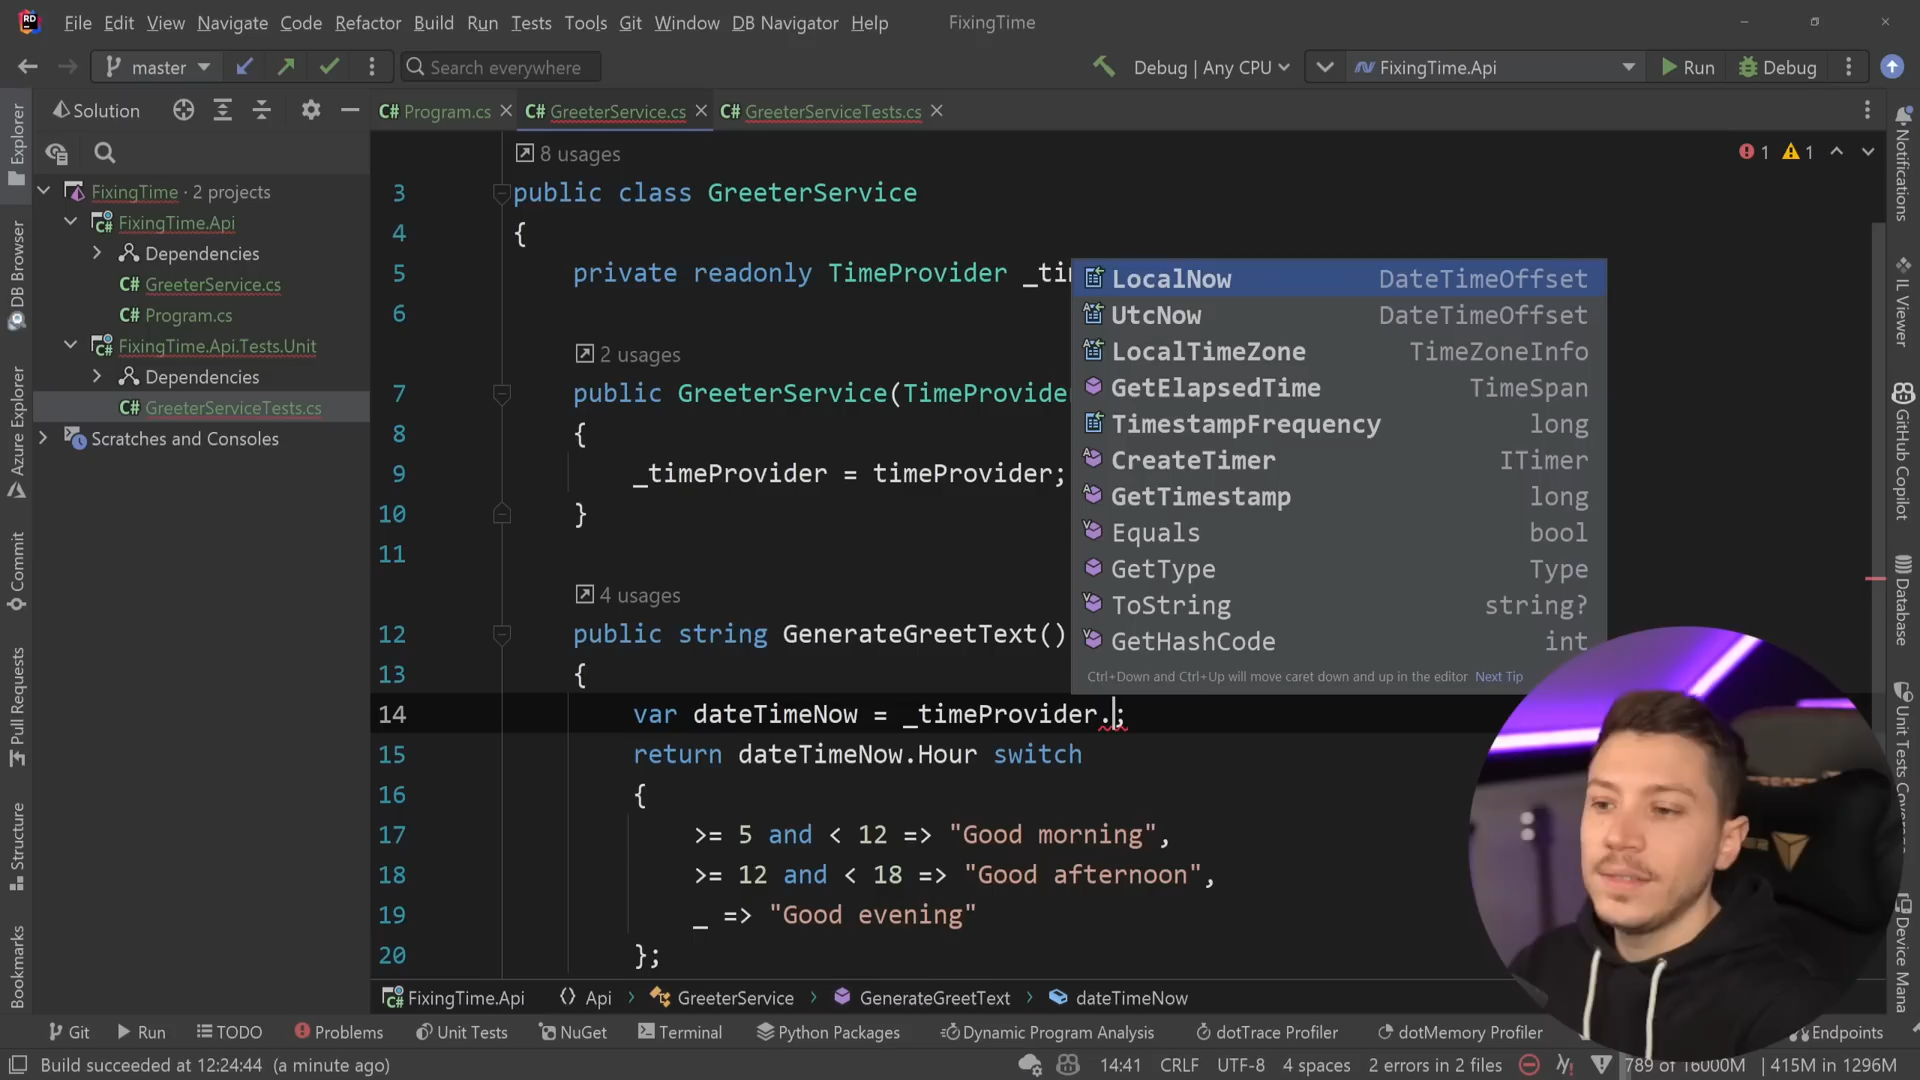 RD File Edit View Navigate Code Refactor Build Run Tests Tools Git Window DB Navigator Help FixingTime
master Search everywhere Debug | Any CPU FixingTime.Api Run Debug
Solution
C# Program.cs C# GreeterService.cs C# GreeterServiceTests.cs
FixingTime · 2 projects
FixingTime.Api
Dependencies
C# GreeterService.cs
C# Program.cs
FixingTime.Api.Tests.Unit
Dependencies
C# GreeterServiceTests.cs
Scratches and Consoles
Explorer
DB Browser
Azure Explorer
Commit
Pull Requests
Structure
Bookmarks
8 usages
1 1
3 public class GreeterService
4 {
5 private readonly TimeProvider _ti
6
2 usages
7 public GreeterService(TimeProvider
8 {
9 _timeProvider = timeProvider;
10 }
11
4 usages
12 public string GenerateGreetText()
13 {
14 var dateTimeNow = _timeProvider.;
15 return dateTimeNow.Hour switch
16 {
17 >= 5 and < 12 => "Good morning",
18 >= 12 and < 18 => "Good afternoon",
19 _ => "Good evening"
20 };
LocalNow DateTimeOffset
UtcNow DateTimeOffset
LocalTimeZone TimeZoneInfo
GetElapsedTime TimeSpan
TimestampFrequency long
CreateTimer ITimer
GetTimestamp long
Equals bool
GetType Type
ToString string?
GetHashCode int
Ctrl+Down and Ctrl+Up will move caret down and up in the editor Next Tip
Notifications
IL Viewer
GitHub Copilot
Database
Unit Tests Coverage
Device Mana
FixingTime.Api Api GreeterService GenerateGreetText dateTimeNow
Git Run TODO Problems Unit Tests NuGet Terminal Python Packages Dynamic Program Analysis dotTrace Profiler dotMemory Profiler Endpoints
Build succeeded at 12:24:44 (a minute ago) 14:41 CRLF UTF-8 4 spaces 2 errors in 2 files 789 of 16000M 415M in 1296M